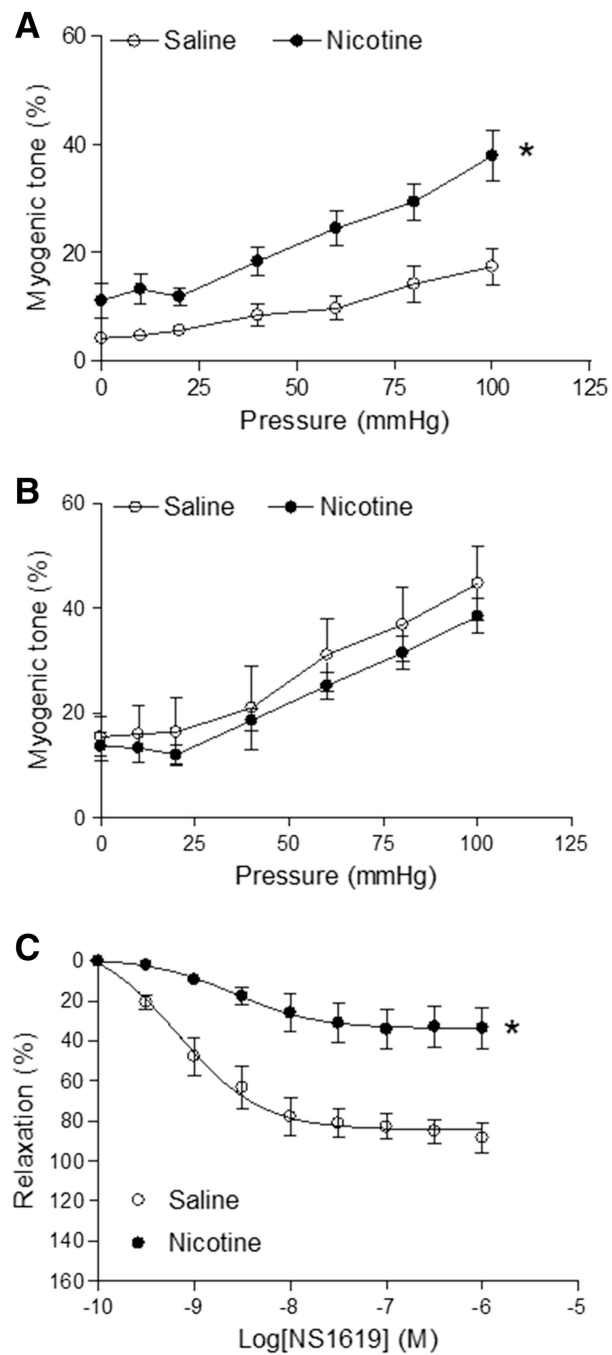 A
Saline Nicotine
60
40
20
0
Myogenic tone (%)
*
0 25 50 75 100 125
Pressure (mmHg)
B
Saline Nicotine
60
40
20
0
Myogenic tone (%)
0 25 50 75 100 125
Pressure (mmHg)
C
0
20
40
60
80
100
120
140
160
Relaxation (%)
*
Saline
Nicotine
-10 -9 -8 -7 -6 -5
Log[NS1619] (M)